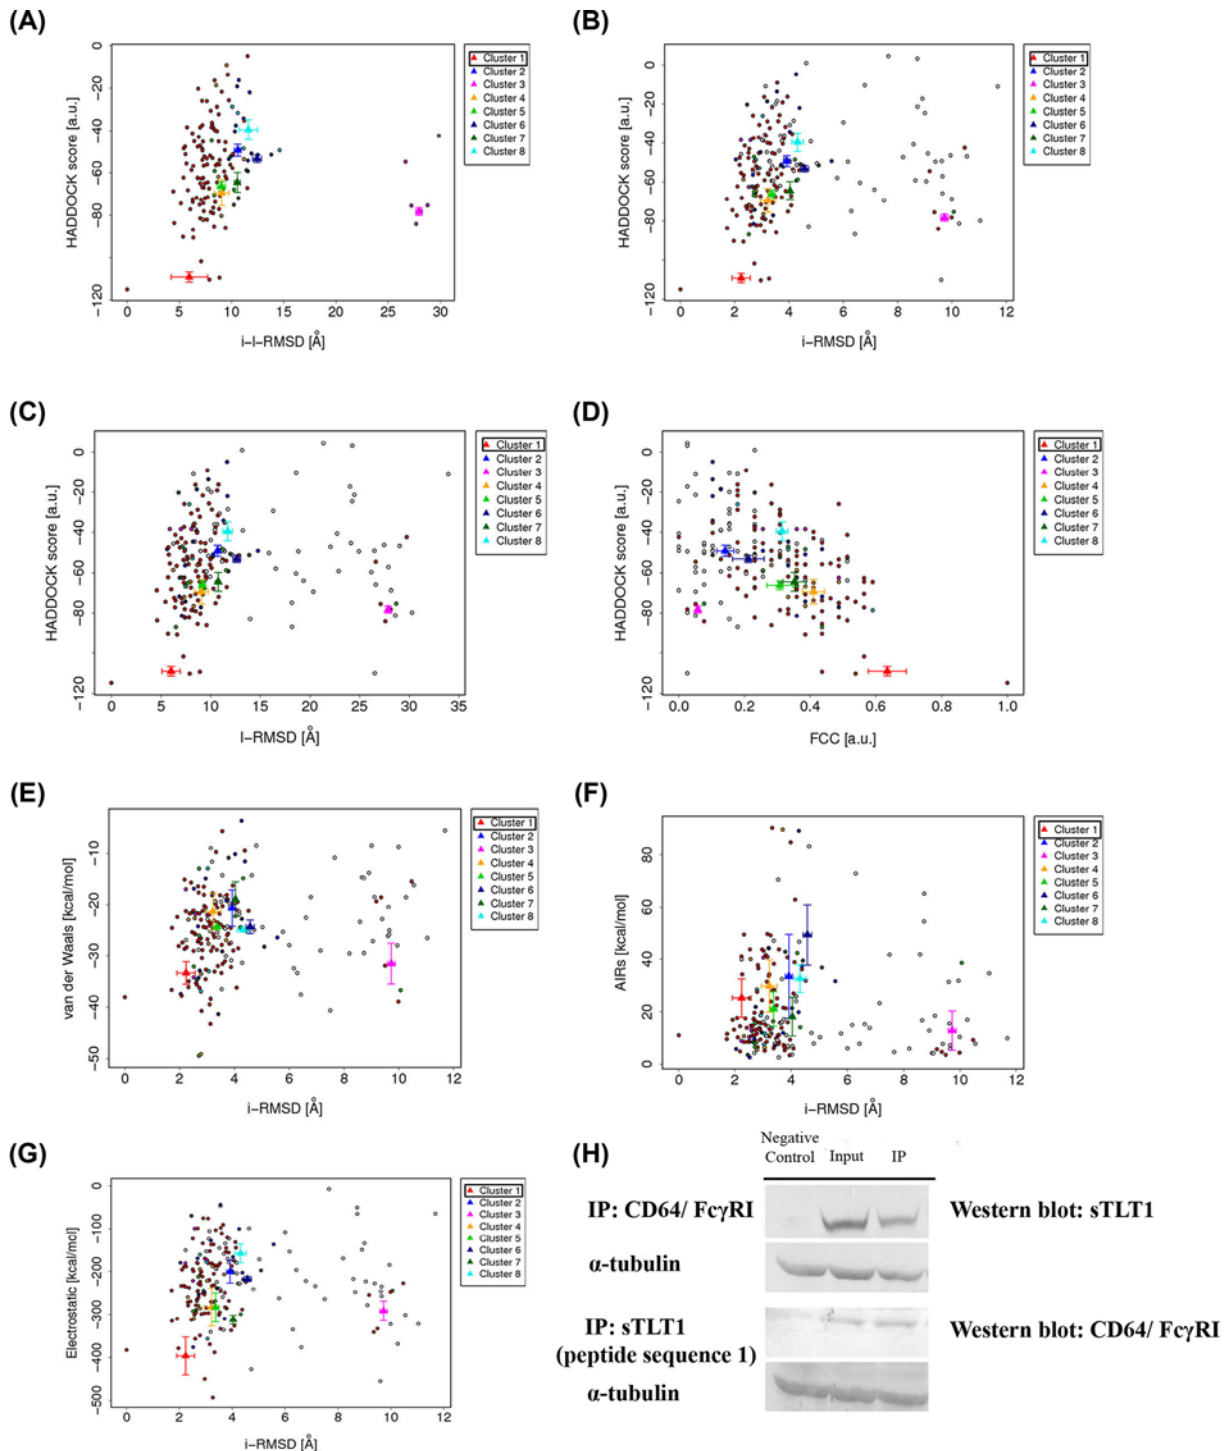 (A)
0
−20
−40
−60
−80
−120
HADDOCK score [a.u.]
0 5 10 15 20 25 30
i−l−RMSD [Å]
Cluster 1
Cluster 2
Cluster 3
Cluster 4
Cluster 5
Cluster 6
Cluster 7
Cluster 8
(B)
0
−20
−40
−60
−80
−120
HADDOCK score [a.u.]
0 2 4 6 8 10 12
i−RMSD [Å]
Cluster 1
Cluster 2
Cluster 3
Cluster 4
Cluster 5
Cluster 6
Cluster 7
Cluster 8
(C)
0
−20
−40
−60
−80
−120
HADDOCK score [a.u.]
0 5 10 15 20 25 30 35
l−RMSD [Å]
Cluster 1
Cluster 2
Cluster 3
Cluster 4
Cluster 5
Cluster 6
Cluster 7
Cluster 8
(D)
0
−20
−40
−60
−80
−120
HADDOCK score [a.u.]
0.0 0.2 0.4 0.6 0.8 1.0
FCC [a.u.]
Cluster 1
Cluster 2
Cluster 3
Cluster 4
Cluster 5
Cluster 6
Cluster 7
Cluster 8
(E)
−10
−20
−30
−40
−50
van der Waals [kcal/mol]
0 2 4 6 8 10 12
i−RMSD [Å]
Cluster 1
Cluster 2
Cluster 3
Cluster 4
Cluster 5
Cluster 6
Cluster 7
Cluster 8
(F)
80
60
40
20
0
AIRs [kcal/mol]
0 2 4 6 8 10 12
i−RMSD [Å]
Cluster 1
Cluster 2
Cluster 3
Cluster 4
Cluster 5
Cluster 6
Cluster 7
Cluster 8
(G)
0
−100
−200
−300
−400
−500
Electrostatic [kcal/mol]
0 2 4 6 8 10 12
i−RMSD [Å]
Cluster 1
Cluster 2
Cluster 3
Cluster 4
Cluster 5
Cluster 6
Cluster 7
Cluster 8
(H)
Negative
Control Input IP
IP: CD64/ FcγRI
Western blot: sTLT1
α-tubulin
IP: sTLT1
(peptide sequence 1)
Western blot: CD64/ FcγRI
α-tubulin